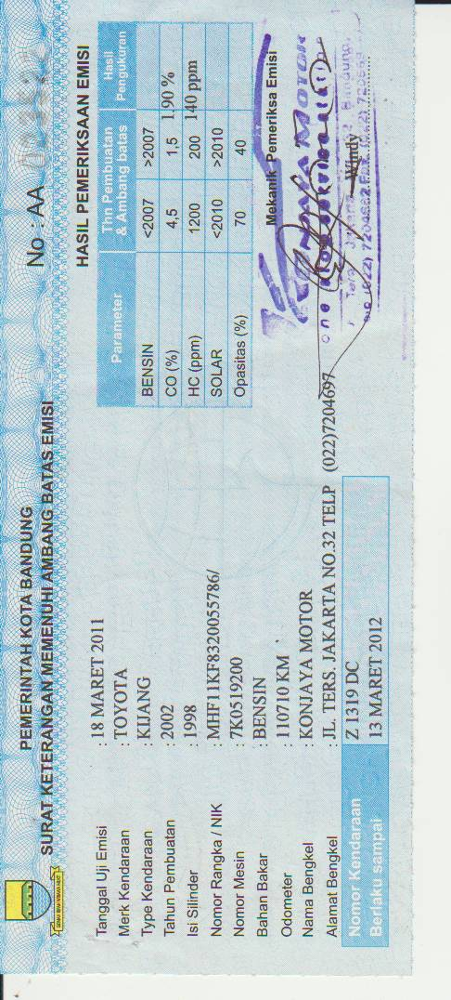 PEMERINTAH KOTA BANDUNG
SURAT KETERANGAN MEMENUHI AMBANG BATAS EMISI
No : AA
Tanggal Uji Emisi : 18 MARET 2011
Merk Kendaraan : TOYOTA
Type Kendaraan : KIJANG
Tahun Pembuatan : 2002
Isi Silinder : 1998
Nomor Rangka / NIK : MHF11KF8320055786/
Nomor Mesin : 7K0519200
Bahan Bakar : BENSIN
Odometer : 110710 KM
Nama Bengkel : KONJAYA MOTOR
Alamat Bengkel : JL. TERS. JAKARTA NO.32 TELP (022)7204697
Nomor Kendaraan Z 1319 DC
Berlaku sampai 13 MARET 2012
HASIL PEMERIKSAAN EMISI
Parameter Thn Pembuatan & Ambang batas Hasil Pengukuran
BENSIN <2007 >2007
CO (%) 4,5 1,5 1.90 %
HC (ppm) 1200 200 140 ppm
SOLAR <2010 >2010
Opasitas (%) 70 40
Mekanik Pemeriksa Emisi
MOTOR
Bandung
Windy